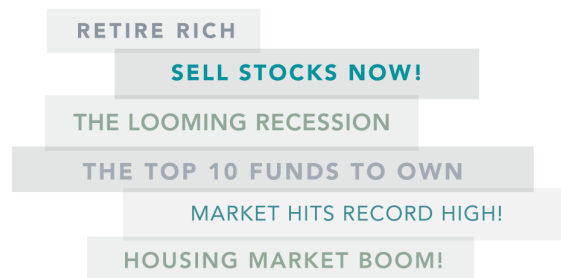 RETIRE RICH
SELL STOCKS NOW!
THE LOOMING RECESSION
THE TOP 10 FUNDS TO OWN
MARKET HITS RECORD HIGH!
HOUSING MARKET BOOM!